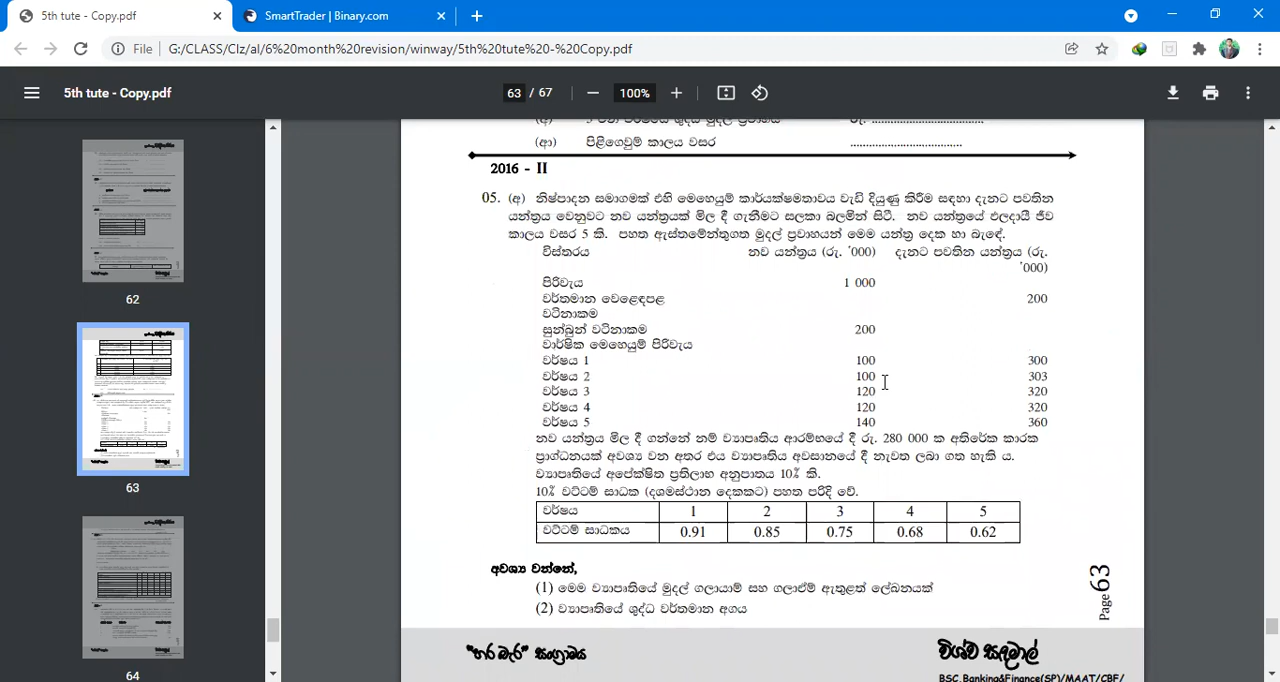 5th tute - Copy.pdf
SmartTrader | Binary.com
File
G:/CLASS/Clz/al/6%20month%20revision/winway/5th%20tute%20-%20Copy.pdf
5th tute - Copy.pdf
63 / 67
100%
(ආ) පිළිගෙවුම් කාලය වසර ...................................
2016 - II
05. (අ) නිෂ්පාදන සමාගමක් එහි මෙහෙයුම් කාර්යක්ෂමතාවය වැඩි දියුණු කිරීම සඳහා දැනට පවතින
යන්ත්‍රය වෙනුවට නව යන්ත්‍රයක් මිල දී ගැනීමට සලකා බලමින් සිටී. නව යන්ත්‍රයේ ඵලදායී ජීව
කාලය වසර 5 කි. පහත ඇස්තමේන්තුගත මුදල් ප්‍රවාහයන් මෙම යන්ත්‍ර දෙක හා බැඳේ.
විස්තරය නව යන්ත්‍රය (රු. '000) දැනට පවතින යන්ත්‍රය (රු.
'000)
පිරිවැය 1 000
වර්තමාන වෙළෙඳපළ 200
වටිනාකම
සුන්බුන් වටිනාකම 200
වාර්ෂික මෙහෙයුම් පිරිවැය
වර්ෂය 1 100 300
වර්ෂය 2 100 303
වර්ෂය 3 120 320
වර්ෂය 4 120 320
වර්ෂය 5 140 360
නව යන්ත්‍රය මිල දී ගන්නේ නම් ව්‍යාපෘතිය ආරම්භයේ දී රු. 280 000 ක අතිරේක කාරක
ප්‍රාග්ධනයක් අවශ්‍ය වන අතර එය ව්‍යාපෘතිය අවසානයේ දී නැවත ලබා ගත හැකි ය.
ව්‍යාපෘතියේ අපේක්ෂිත ප්‍රතිලාභ අනුපාතය 10% කි.
10% වට්ටම් සාධක (දශමස්ථාන දෙකකට) පහත පරිදි වේ.
වර්ෂය 1 2 3 4 5
වට්ටම් සාධකය 0.91 0.85 0.75 0.68 0.62
අවශ්‍ය වන්නේ,
(1) මෙම ව්‍යාපෘතියේ මුදල් ගලායාම් සහ ගලාඒම් ඇතුළත් ලේඛනයක්
(2) ව්‍යාපෘතියේ ශුද්ධ වර්තමාන අගය
Page 63
"හර බැර" සංග්‍රාමය
විශ්ව සඳමාල්
BSC.Banking&Finance(SP)/MAAT/CBF/
62
63
64